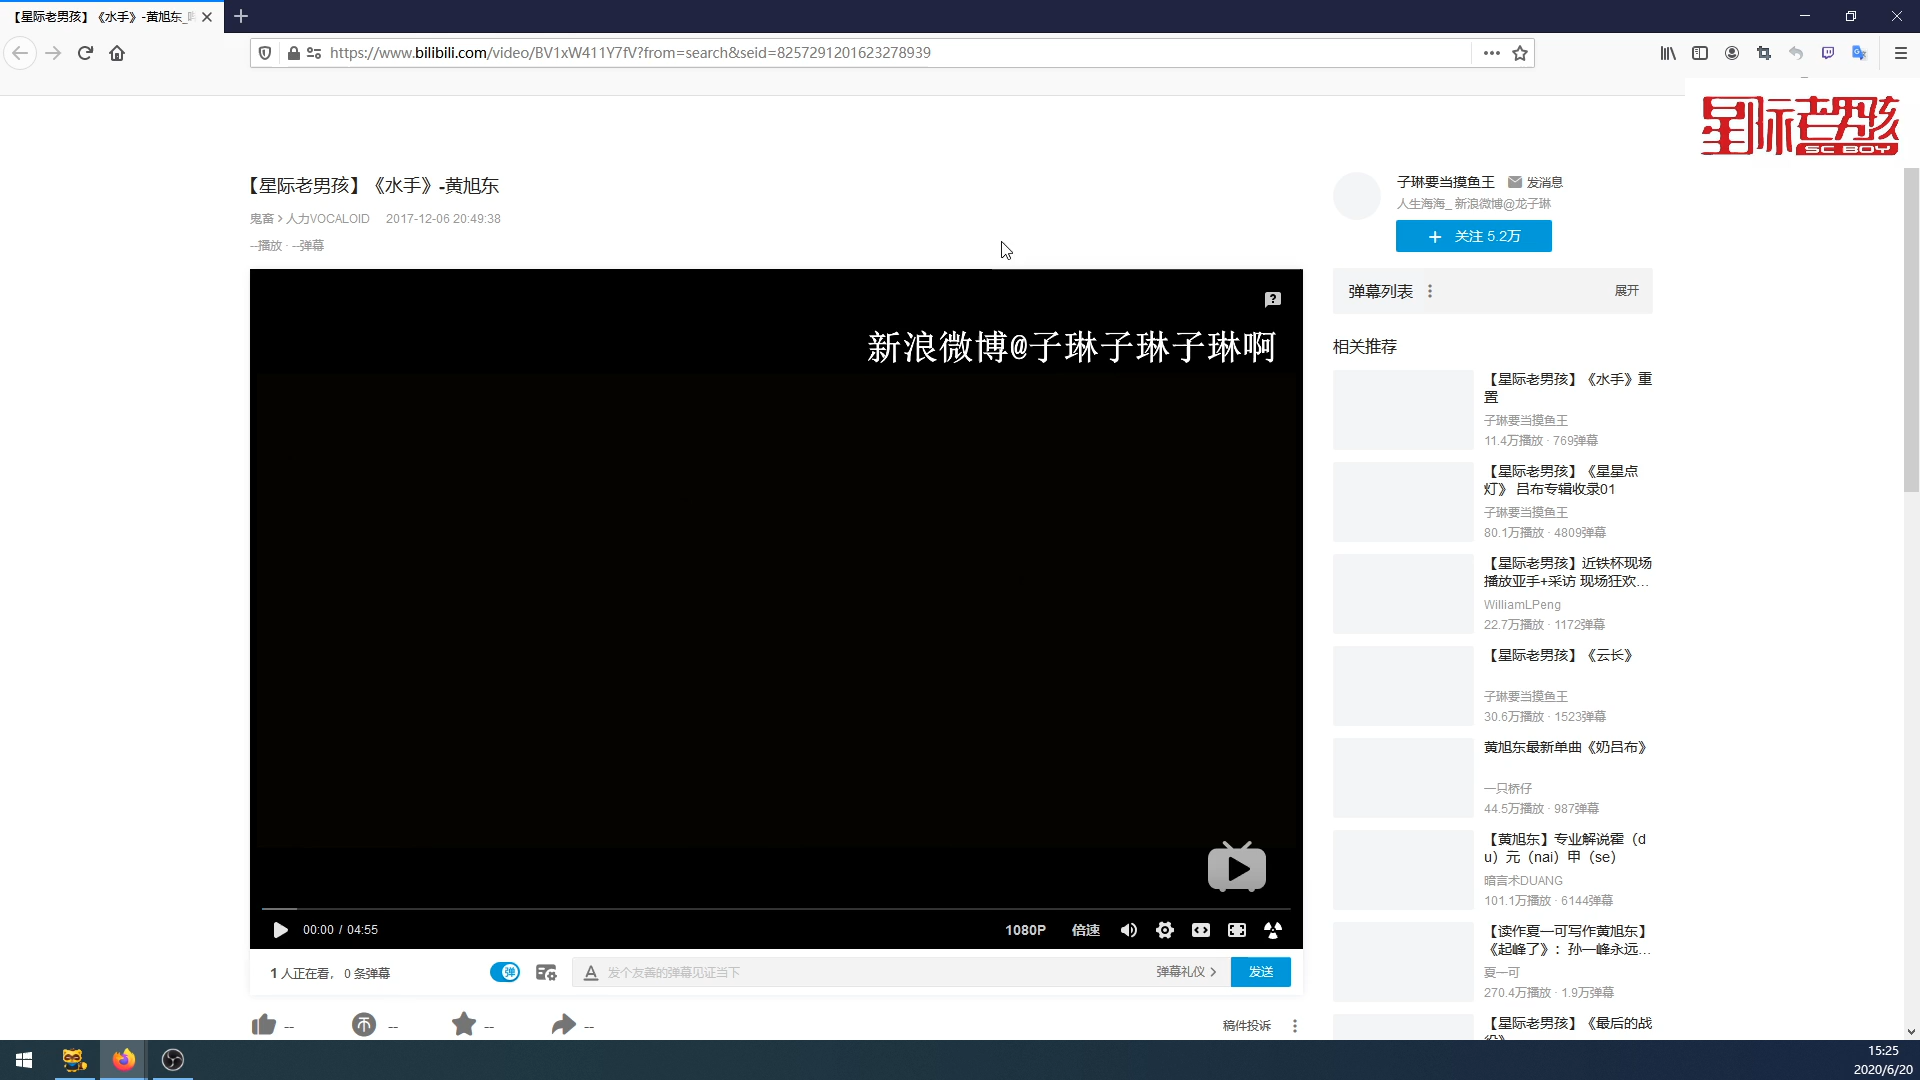 【星际老男孩】《水手》-黄旭东_
https://www.bilibili.com/video/BV1xW411Y7fV?from=search&seid=8257291201623278939
星际老男孩
SC BOY
【星际老男孩】《水手》-黄旭东
鬼畜 > 人力VOCALOID 2017-12-06 20:49:38
--播放 · --弹幕
子琳要当摸鱼王 发消息
人生海海_ 新浪微博@龙子琳
+ 关注 5.2万
新浪微博@子琳子琳子琳啊
00:00 / 04:55
1080P 倍速
1 人正在看， 0 条弹幕
弹
发个友善的弹幕见证当下
弹幕礼仪 >
发送
--
--
--
--
稿件投诉
弹幕列表
展开
相关推荐
【星际老男孩】《水手》重
置
子琳要当摸鱼王
11.4万播放 · 769弹幕
【星际老男孩】《星星点
灯》 吕布专辑收录01
子琳要当摸鱼王
80.1万播放 · 4809弹幕
【星际老男孩】近铁杯现场
播放亚手+采访 现场狂欢...
WilliamLPeng
22.7万播放 · 1172弹幕
【星际老男孩】《云长》
子琳要当摸鱼王
30.6万播放 · 1523弹幕
黄旭东最新单曲《奶吕布》
一只桥仔
44.5万播放 · 987弹幕
【黄旭东】专业解说霍（d
u）元（nai）甲（se）
暗言术DUANG
101.1万播放 · 6144弹幕
【读作夏一可写作黄旭东】
《起峰了》：孙一峰永远...
夏一可
270.4万播放 · 1.9万弹幕
【星际老男孩】《最后的战
15:25
2020/6/20